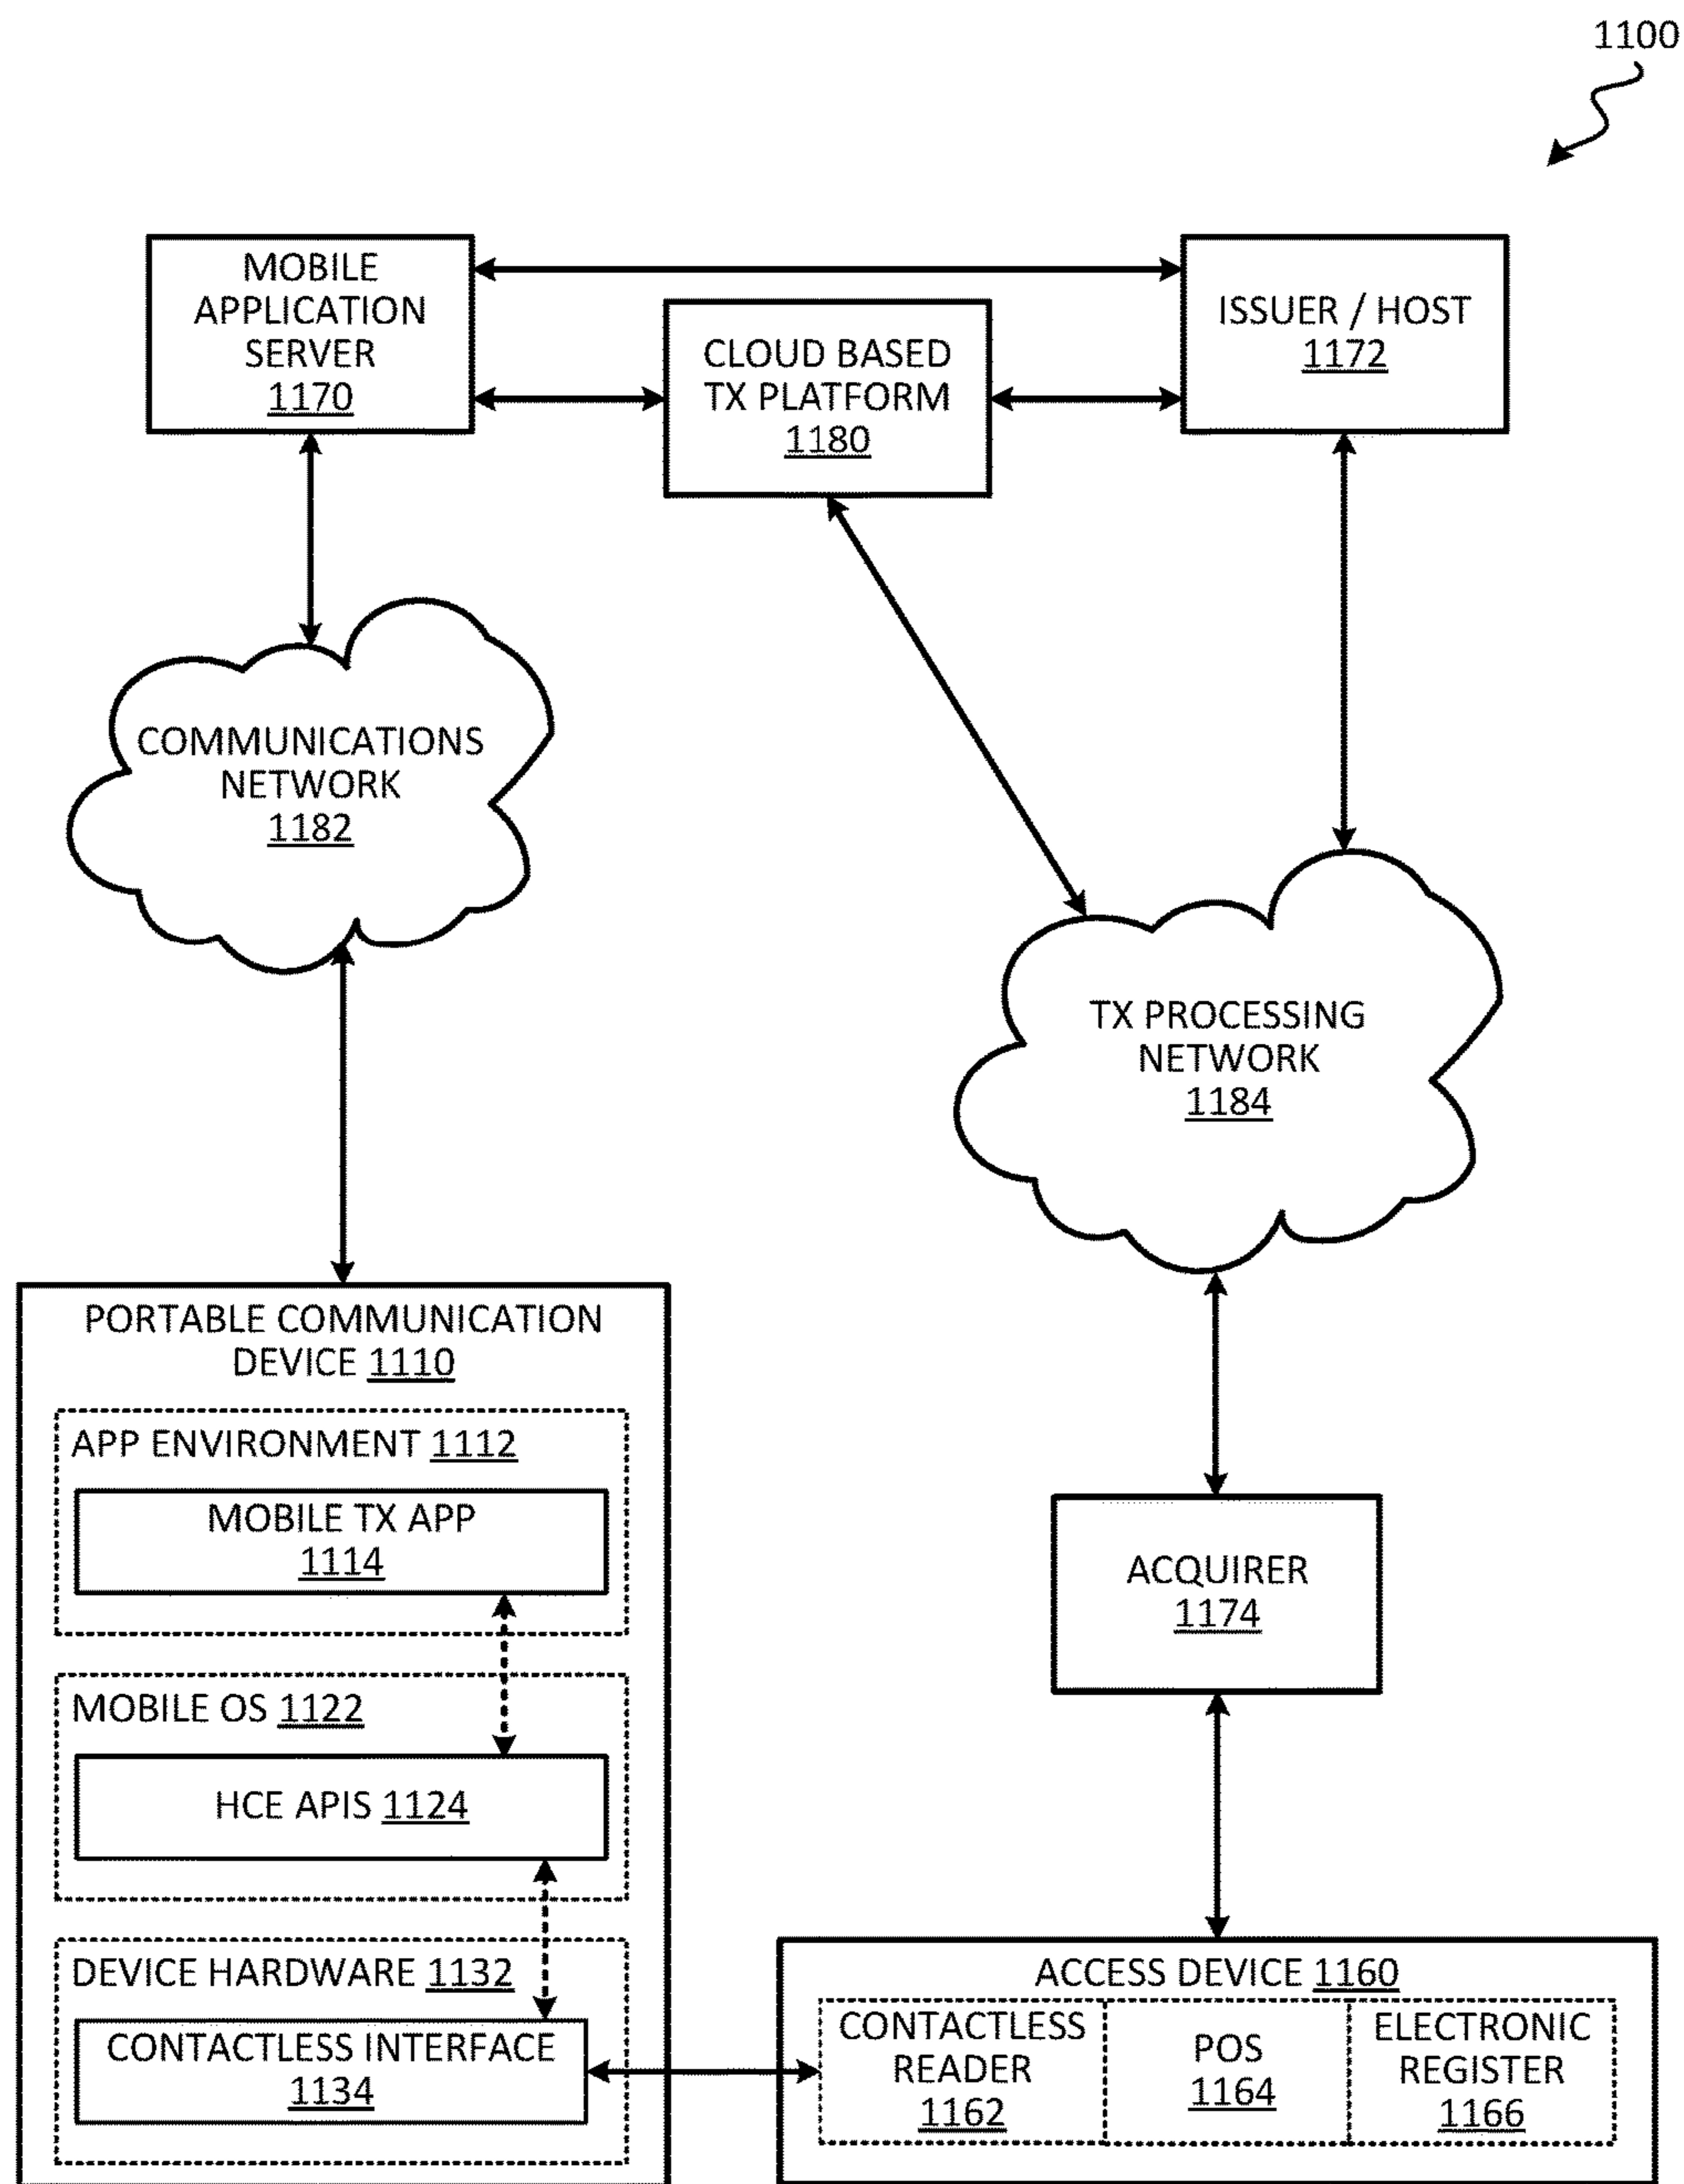 1100
MOBILE
APPLICATION
SERVER
1170
ISSUER / HOST
1172
CLOUD BASED
TX PLATFORM
1180
COMMUNICATIONS
NETWORK
1182
TX PROCESSING
NETWORK
1184
PORTABLE COMMUNICATION
DEVICE 1110
APP ENVIRONMENT 1112
MOBILE TX APP
1114
MOBILE OS 1122
HCE APIS 1124
DEVICE HARDWARE 1132
CONTACTLESS INTERFACE
1134
ACQUIRER
1174
ACCESS DEVICE 1160
CONTACTLESS
READER
1162
POS
1164
ELECTRONIC
REGISTER
1166